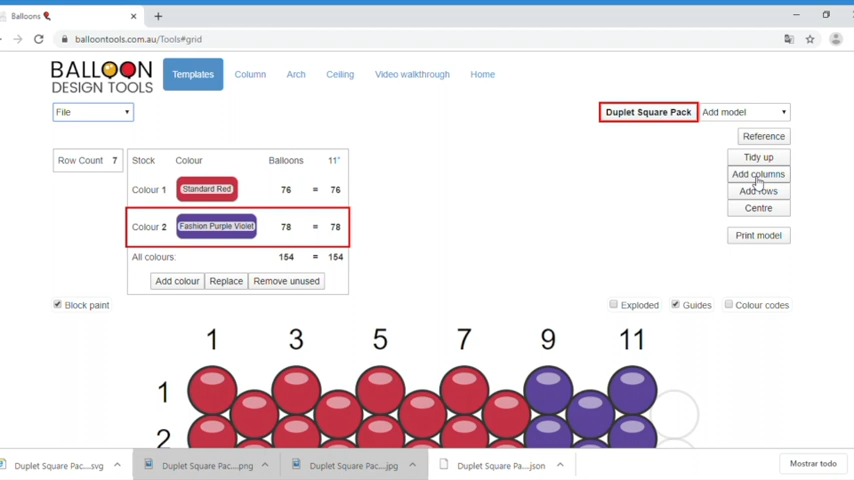 Balloons
balloontools.com.au/Tools#grid
BALLOON
DESIGN TOOLS
Templates
Column
Arch
Ceiling
Video walkthrough
Home
File
Duplet Square Pack
Add model
Reference
Row Count 7
Stock Colour Balloons 11"
Tidy up
Add columns
Colour 1 Standard Red 76 = 76
Add rows
Centre
Colour 2 Fashion Purple Violet 78 = 78
Print model
All colours: 154 = 154
Add colour Replace Remove unused
Block paint
Exploded Guides Colour codes
1 3 5 7 9 11
1
2
Duplet Square Pac....svg
Duplet Square Pac....png
Duplet Square Pac....jpg
Duplet Square Pa....json
Mostrar todo